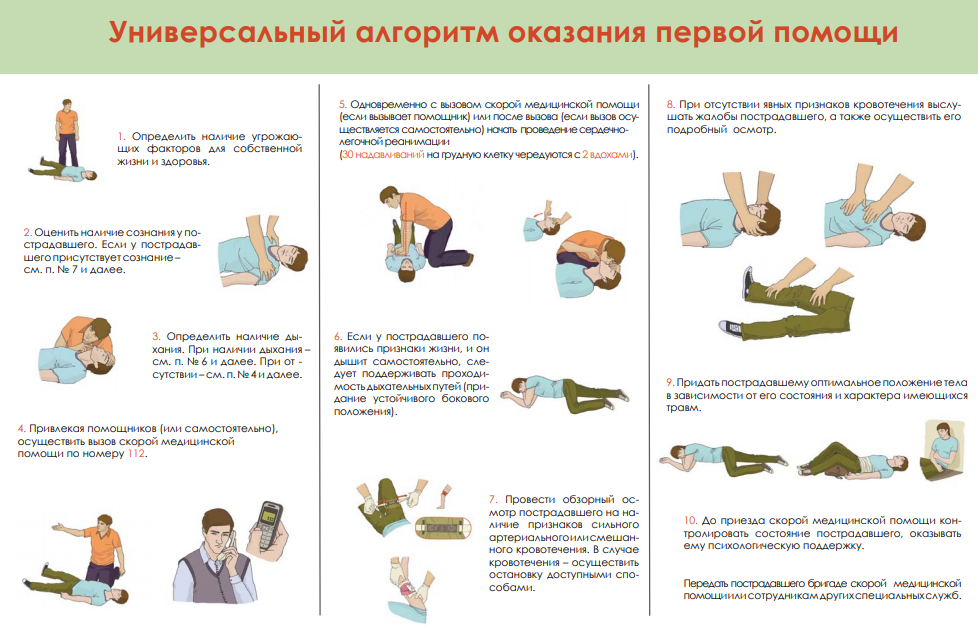 Универсальный алгоритм оказания первой помощи
1. Определить наличие угрожаю-
щих факторов для собственной
жизни и здоровья.
2. Оценить наличие сознания у по-
страдавшего. Если у пострадав-
шего присутствует сознание –
см. п. № 7 и далее.
3. Определить наличие ды-
хания. При наличии дыхания –
см. п. № 6 и далее. При от -
сутствии – см. п. № 4 и далее.
4. Привлекая помощников (или самостоятельно),
осуществить вызов скорой медицинской
помощи по номеру 112.
5. Одновременно с вызовом скорой медицинской помощи
(если вызывает помощник) или после вызова (если вызов осу-
ществляется самостоятельно) начать проведение сердечно-
легочной реанимации
(30 надавливаний на грудную клетку чередуются с 2 вдохами).
6. Если у пострадавшего по-
явились признаки жизни, и он
дышит самостоятельно, сле-
дует поддерживать проходи-
мость дыхательных путей (при-
дание устойчивого бокового
положения).
7. Провести обзорный ос-
мотр пострадавшего на на-
личие признаков сильного
артериального или смешан-
ного кровотечения. В случае
кровотечения – осуществить
остановку доступными спо-
собами.
8. При отсутствии явных признаков кровотечения выслу-
шать жалобы пострадавшего, а также осуществить его
подробный осмотр.
9. Придать пострадавшему оптимальное положение тела
в зависимости от его состояния и характера имеющихся
травм.
10. До приезда скорой медицинской помощи кон-
тролировать состояние пострадавшего, оказывать
ему психологическую поддержку.
Передать пострадавшего бригаде скорой медицинской
помощи или сотрудникам других специальных служб.